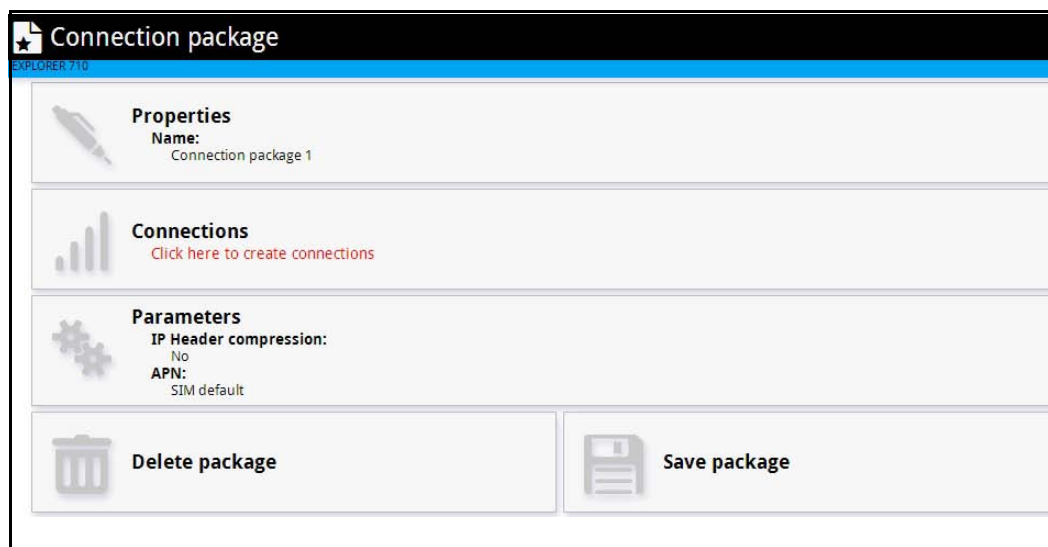 Connection package
EXPLORER 710
Properties
Name:
Connection package 1
Connections
Click here to create connections
Parameters
IP Header compression:
No
APN:
SIM default
Delete package
Save package